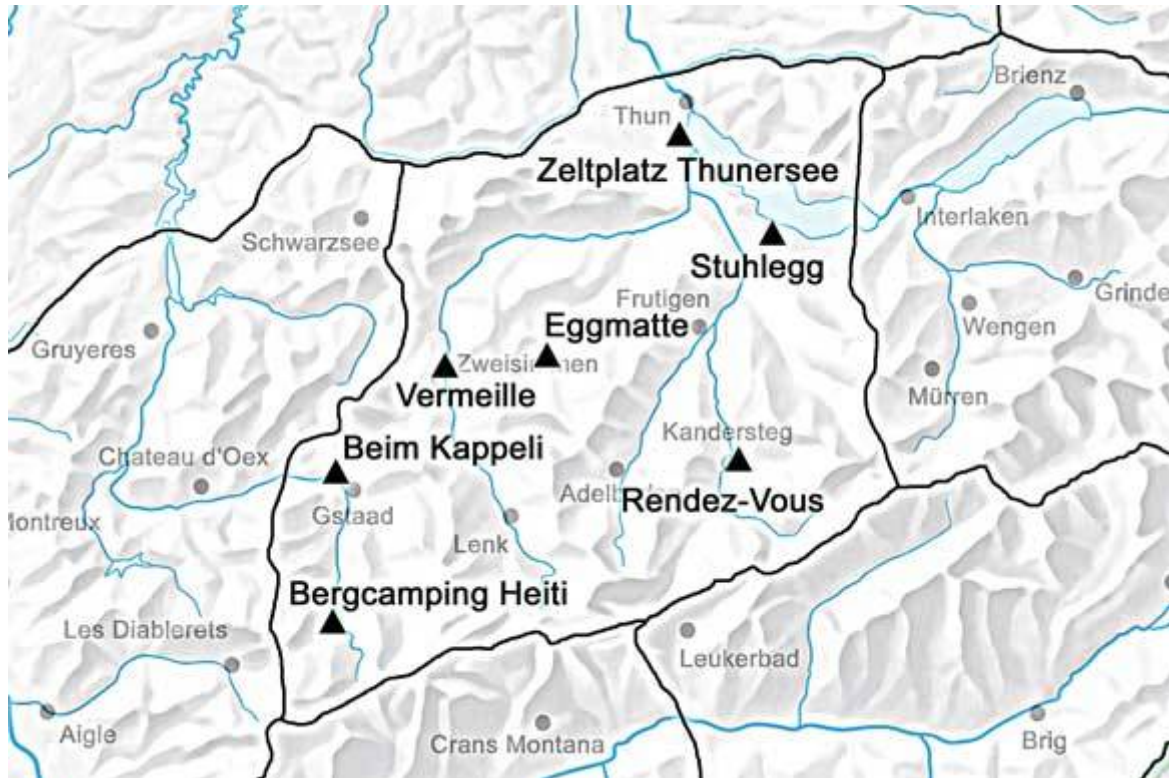 Brienz
Thun
Zeltplatz Thunersee
Interlaken
Schwarzsee
Stuhlegg
Frutigen
Wengen
Gruyeres
Eggmatte
Vermeille
Mürren
Kandersteg
Beim Kappeli
Chateau d'Oex
Rendez-Vous
Gstaad
Lenk
Bergcamping Heiti
Les Diablerets
Leukerbad
Aigle
Crans Montana
Brig